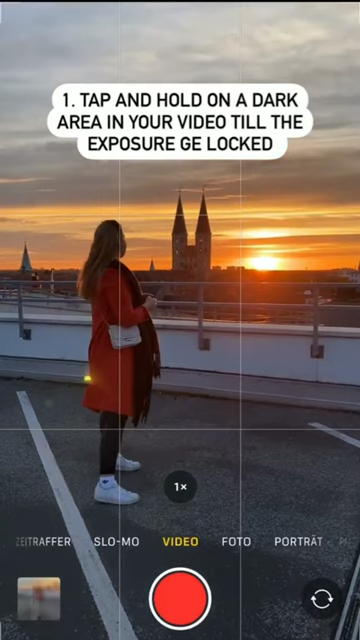 1. TAP AND HOLD ON A DARK
AREA IN YOUR VIDEO TILL THE
EXPOSURE GE LOCKED
1×
ZEITRAFFER SLO-MO VIDEO FOTO PORTRÄT